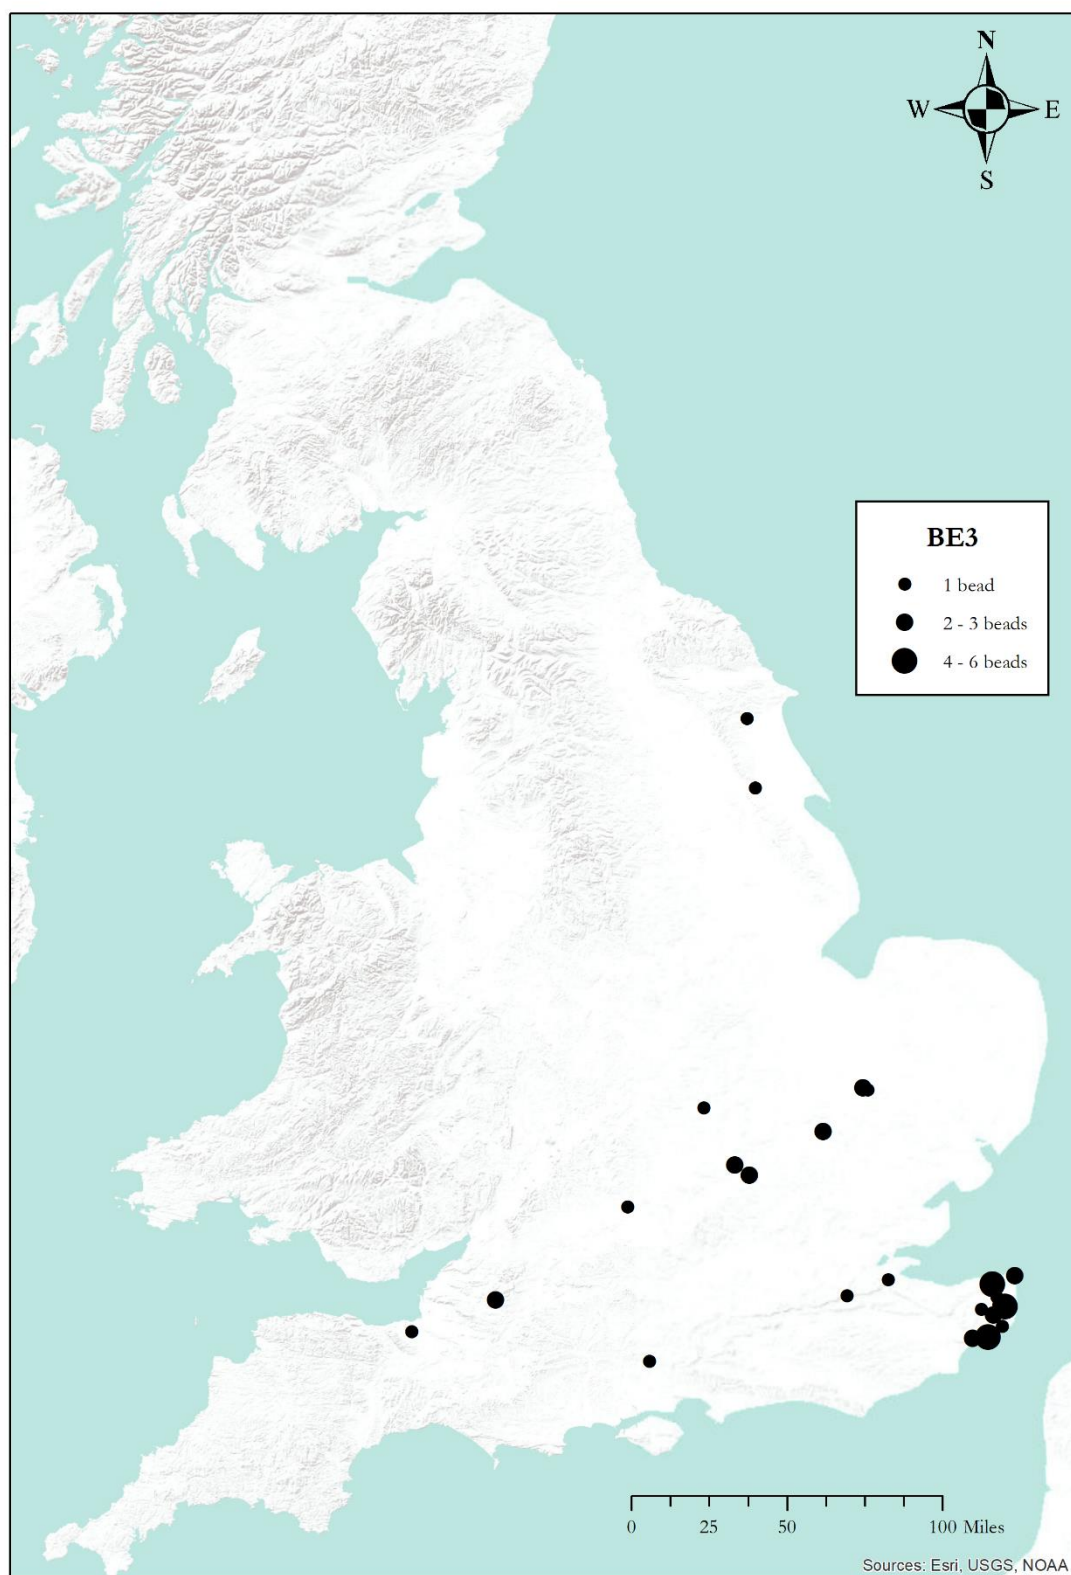 N
W E
S
BE3
1 bead
2 - 3 beads
4 - 6 beads
0 25 50 100 Miles
Sources: Esri, USGS, NOAA